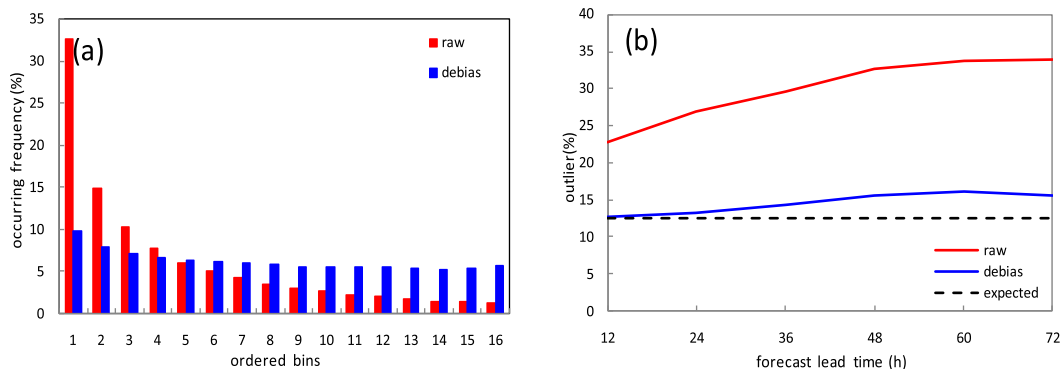 (a)
raw
debias
occurring frequency (%)
35
30
25
20
15
10
5
0
1 2 3 4 5 6 7 8 9 10 11 12 13 14 15 16
ordered bins
(b)
outlier(%)
40
35
30
25
20
15
10
5
0
raw
debias
expected
12 24 36 48 60 72
forecast lead time (h)